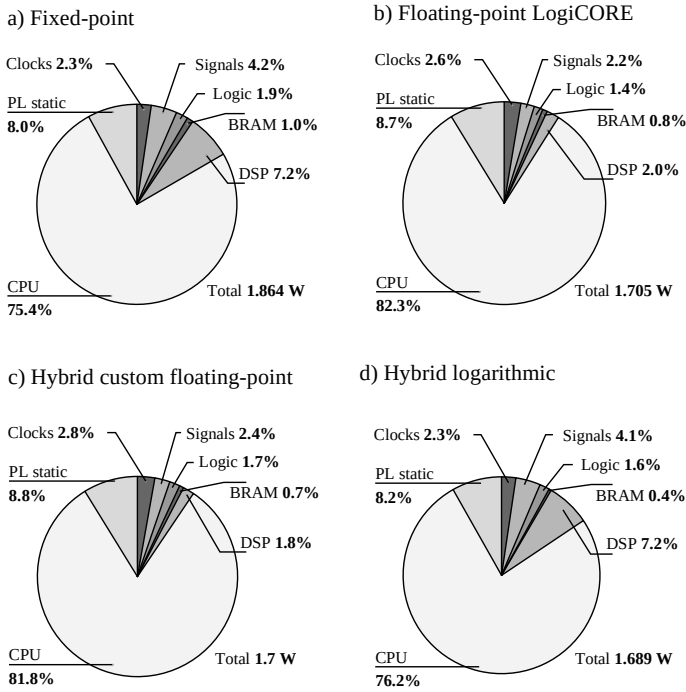 a) Fixed-point
Clocks 2.3%
Signals 4.2%
Logic 1.9%
BRAM 1.0%
PL static
8.0%
DSP 7.2%
CPU
75.4%
Total 1.864 W
b) Floating-point LogiCORE
Clocks 2.6%
Signals 2.2%
Logic 1.4%
BRAM 0.8%
PL static
8.7%
DSP 2.0%
CPU
82.3%
Total 1.705 W
c) Hybrid custom floating-point
Clocks 2.8%
Signals 2.4%
Logic 1.7%
BRAM 0.7%
PL static
8.8%
DSP 1.8%
CPU
81.8%
Total 1.7 W
d) Hybrid logarithmic
Clocks 2.3%
Signals 4.1%
Logic 1.6%
BRAM 0.4%
PL static
8.2%
DSP 7.2%
CPU
76.2%
Total 1.689 W